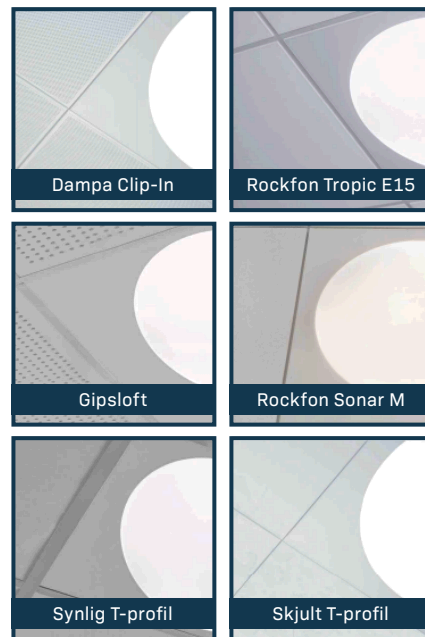 Dampa Clip-In
Rockfon Tropic E15
Gipsloft
Rockfon Sonar M
Synlig T-profil
Skjult T-profil